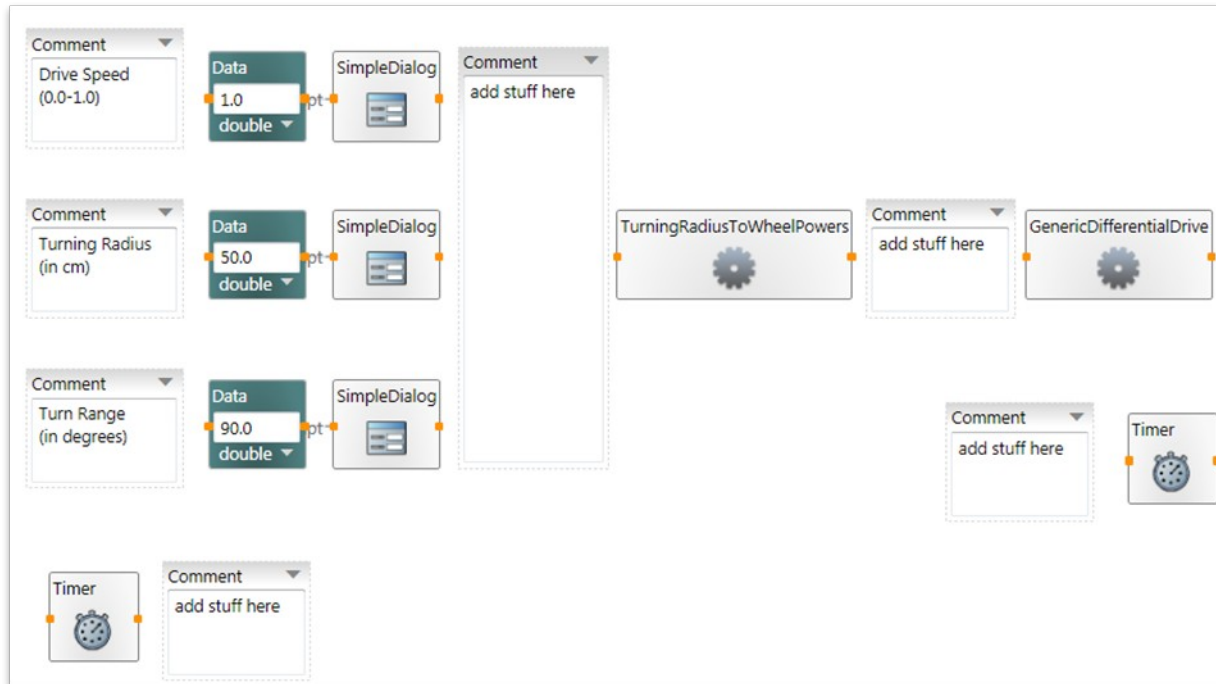 Comment
Drive Speed
(0.0-1.0)
Data
1.0
double
pt
SimpleDialog
Comment
add stuff here
Comment
Turning Radius
(in cm)
Data
50.0
double
pt
SimpleDialog
TurningRadiusToWheelPowers
Comment
add stuff here
GenericDifferentialDrive
Comment
Turn Range
(in degrees)
Data
90.0
double
pt
SimpleDialog
Comment
add stuff here
Timer
Timer
Comment
add stuff here